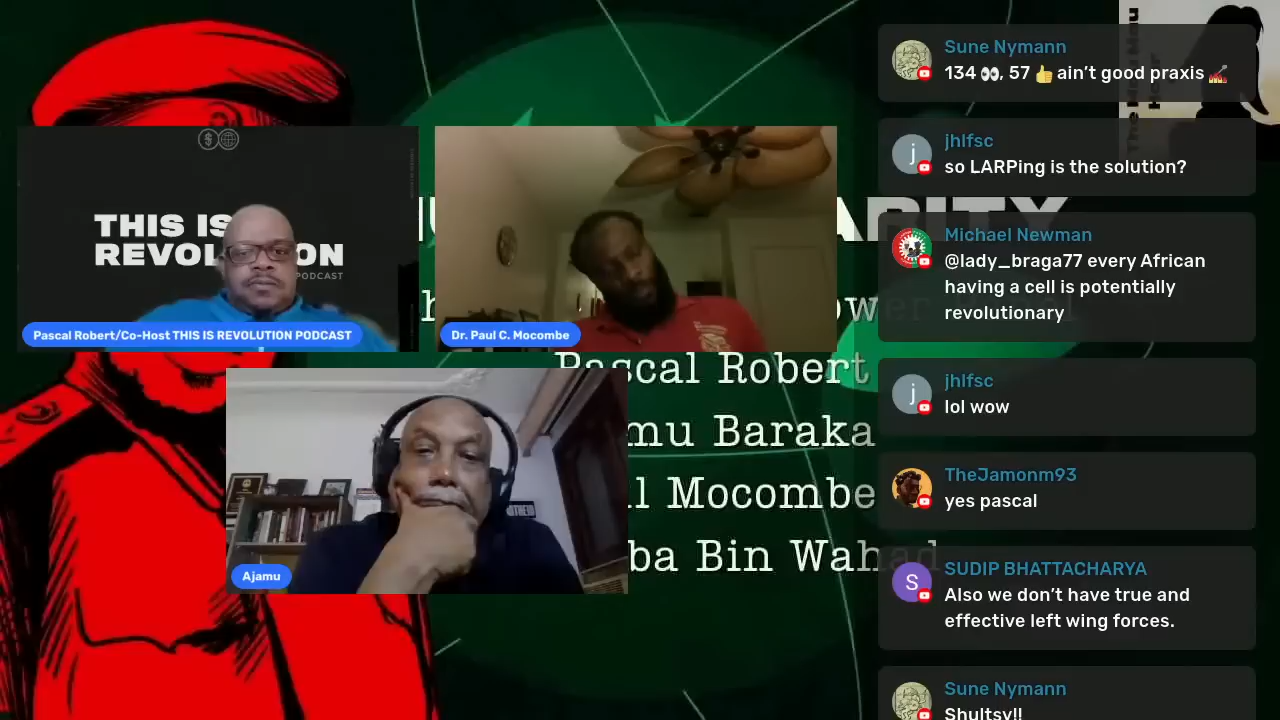 THIS IS
REVOLUTION
PODCAST
Pascal Robert/Co-Host THIS IS REVOLUTION PODCAST
Dr. Paul C. Mocombe
Ajamu
ARITY
Pascal Robert
mu Baraka
l Mocombe
ba Bin Wahad
Sune Nymann
134 👀, 57 👍 ain't good praxis
j
jhlfsc
so LARPing is the solution?
Michael Newman
@lady_braga77 every African
having a cell is potentially
revolutionary
j
jhlfsc
lol wow
TheJamonm93
yes pascal
S
SUDIP BHATTACHARYA
Also we don't have true and
effective left wing forces.
Sune Nymann
Shultsy!!